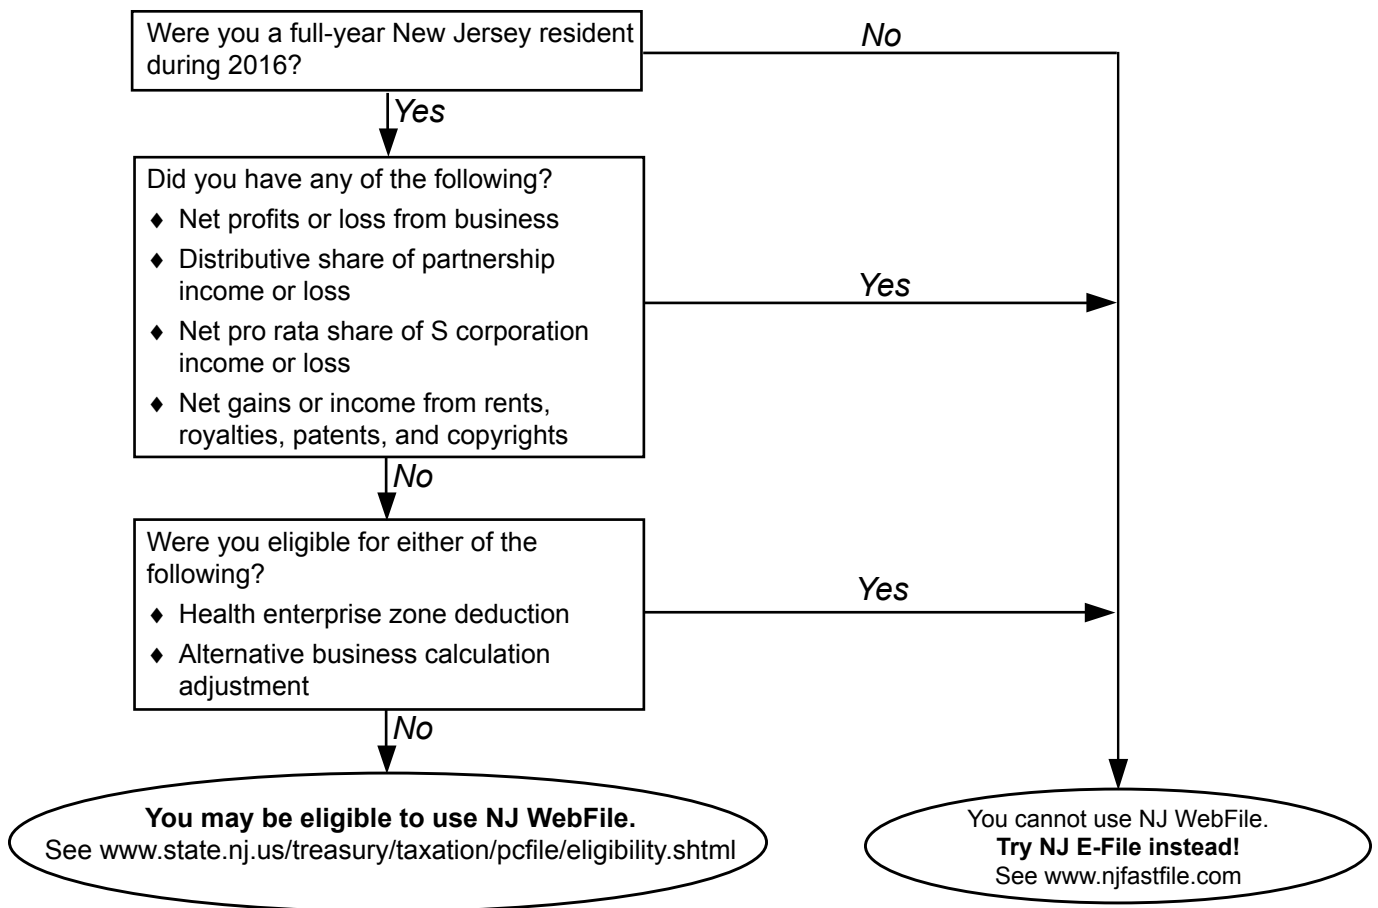 Were you a full-year New Jersey resident
during 2016?
No
Yes
Did you have any of the following?
♦ Net profits or loss from business
♦ Distributive share of partnership
income or loss
♦ Net pro rata share of S corporation
income or loss
♦ Net gains or income from rents,
royalties, patents, and copyrights
Yes
No
Were you eligible for either of the
following?
♦ Health enterprise zone deduction
♦ Alternative business calculation
adjustment
Yes
No
You may be eligible to use NJ WebFile.
See www.state.nj.us/treasury/taxation/pcfile/eligibility.shtml
You cannot use NJ WebFile.
Try NJ E-File instead!
See www.njfastfile.com